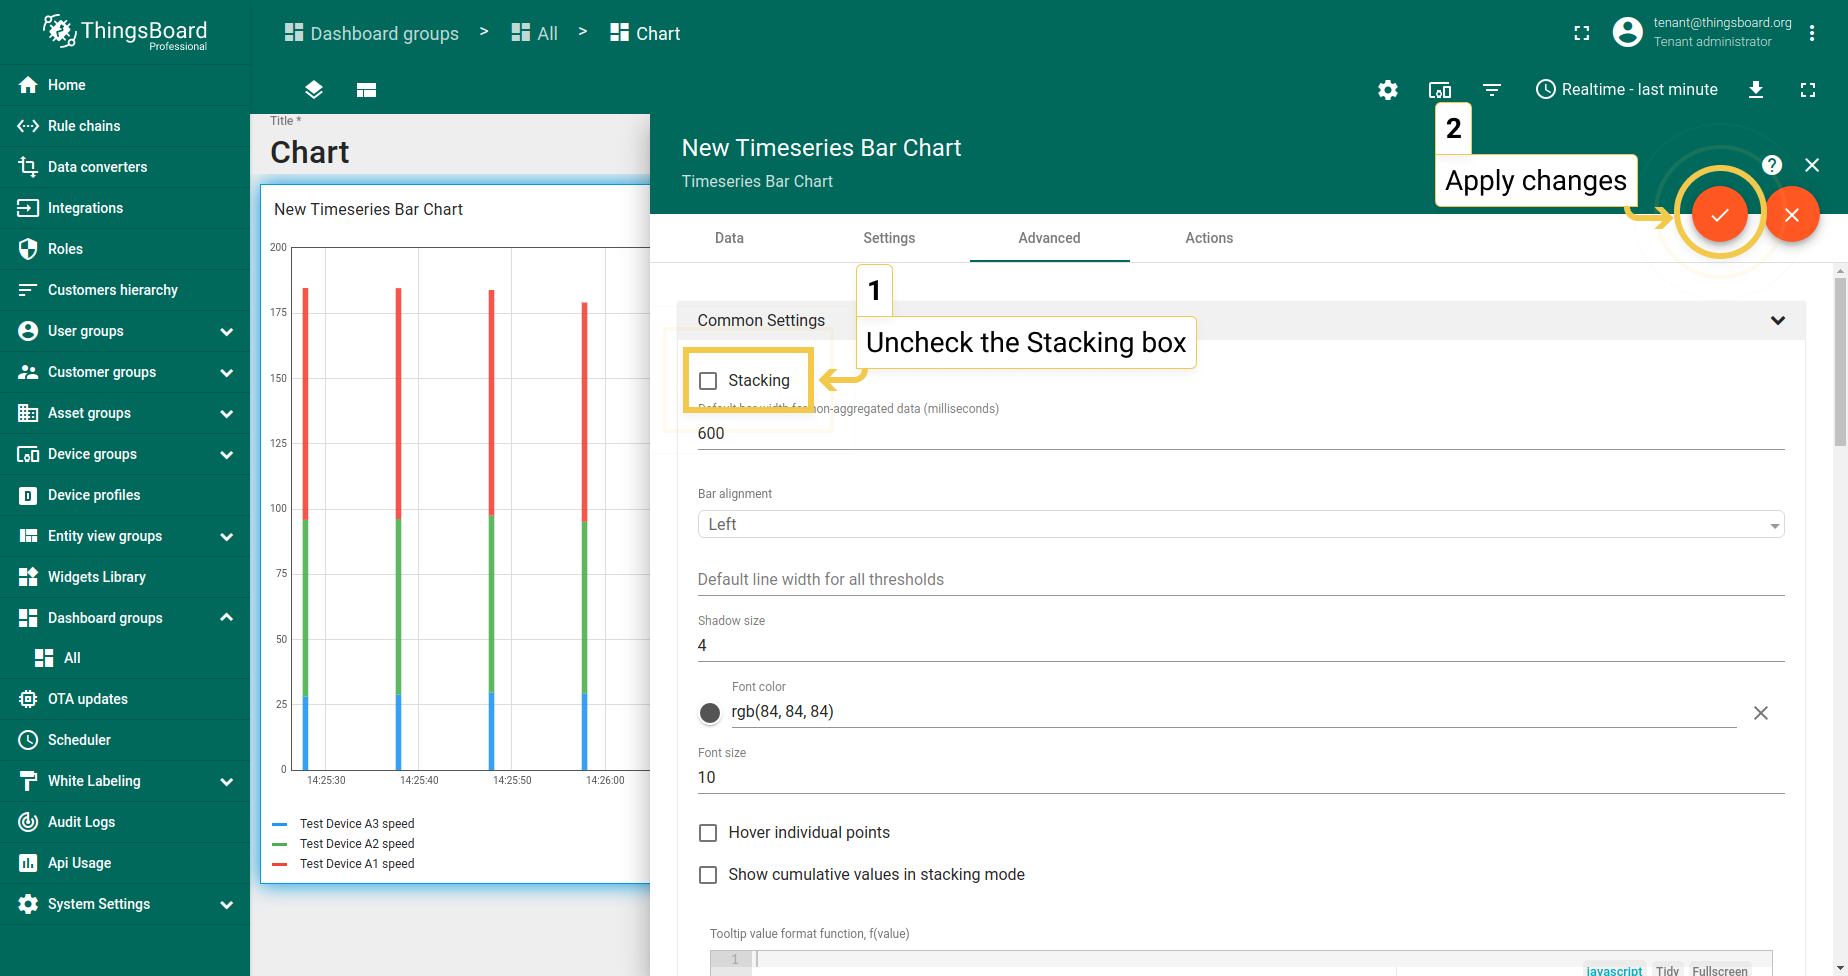 ThingsBoard
Professional
Dashboard groups > All > Chart
tenant@thingsboard.org
Tenant administrator
Home
Rule chains
Data converters
Integrations
Roles
Customers hierarchy
User groups
Customer groups
Asset groups
Device groups
Device profiles
Entity view groups
Widgets Library
Dashboard groups
All
OTA updates
Scheduler
White Labeling
Audit Logs
Api Usage
System Settings
Realtime - last minute
Title *
Chart
New Timeseries Bar Chart
200
175
150
125
100
75
50
25
0
14:25:30 14:25:40 14:25:50 14:26:00
Test Device A3 speed
Test Device A2 speed
Test Device A1 speed
New Timeseries Bar Chart
Timeseries Bar Chart
2
Apply changes
Data Settings Advanced Actions
1
Uncheck the Stacking box
Common Settings
Stacking
Default bar width for non-aggregated data (milliseconds)
600
Bar alignment
Left
Default line width for all thresholds
Shadow size
4
Font color
rgb(84, 84, 84)
Font size
10
Hover individual points
Show cumulative values in stacking mode
Tooltip value format function, f(value)
1
javascript Tidy Fullscreen